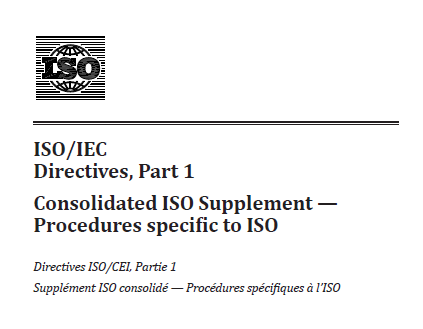 ISO
ISO/IEC
Directives, Part 1
Consolidated ISO Supplement —
Procedures specific to ISO
Directives ISO/CEI, Partie 1
Supplément ISO consolidé — Procédures spécifiques à l'ISO